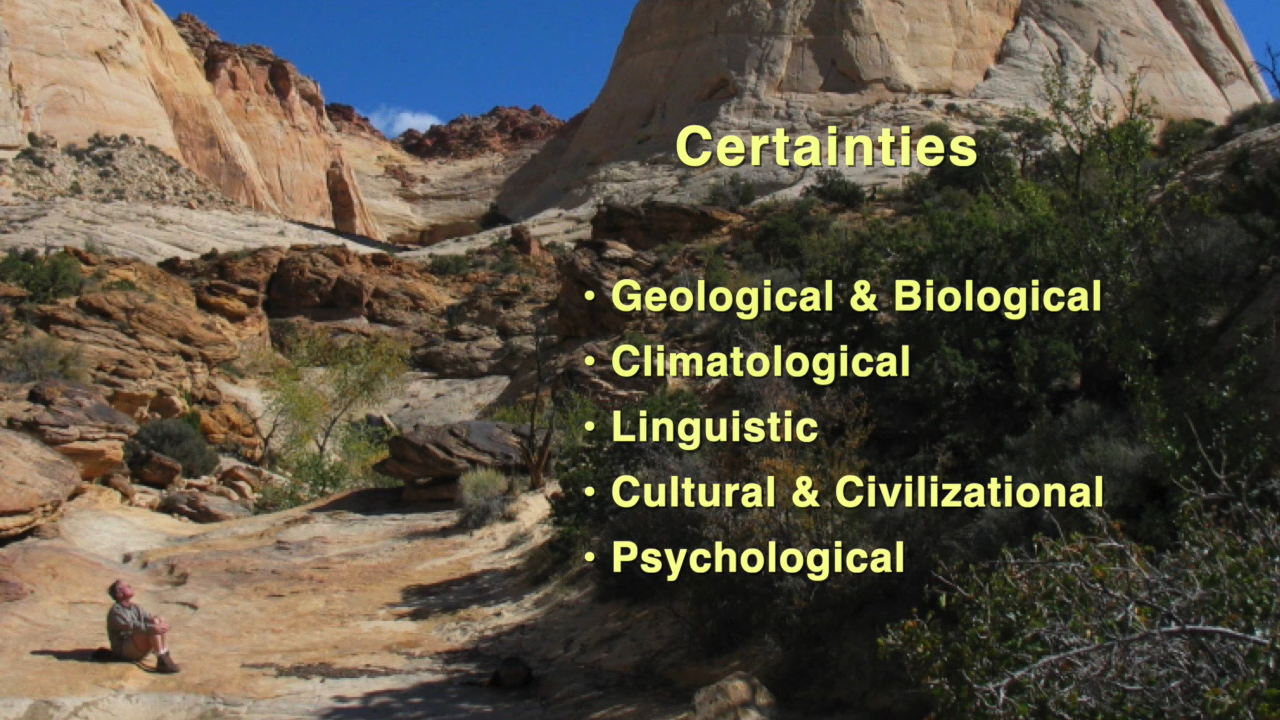 Certainties
• Geological & Biological
• Climatological
• Linguistic
• Cultural & Civilizational
• Psychological